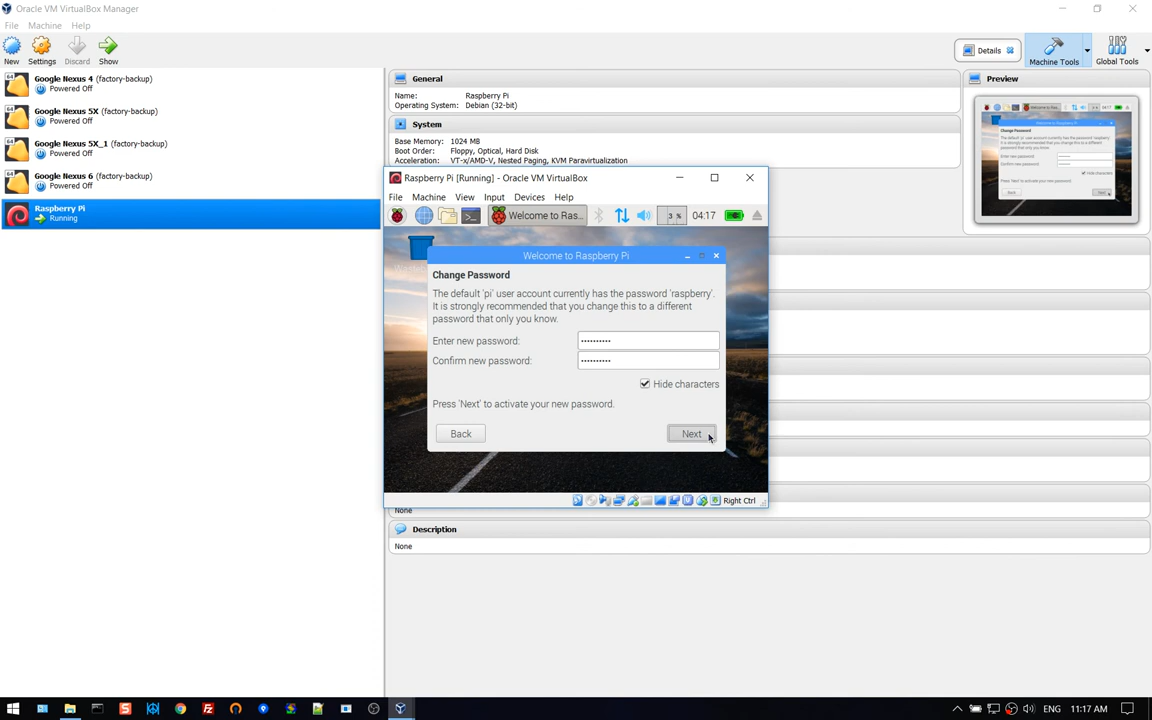 Oracle VM VirtualBox Manager
File Machine Help
New Settings Discard Show
Details Machine Tools Global Tools
Google Nexus 4 (factory-backup)
Powered Off
Google Nexus 5X (factory-backup)
Powered Off
Google Nexus 5X_1 (factory-backup)
Powered Off
Google Nexus 6 (factory-backup)
Powered Off
Raspberry Pi
Running
General
Name: Raspberry Pi
Operating System: Debian (32-bit)
System
Base Memory: 1024 MB
Boot Order: Floppy, Optical, Hard Disk
Acceleration: VT-x/AMD-V, Nested Paging, KVM Paravirtualization
Preview
Raspberry Pi [Running] - Oracle VM VirtualBox
File Machine View Input Devices Help
Welcome to Ras... 3 % 04:17
Welcome to Raspberry Pi
Change Password
The default 'pi' user account currently has the password 'raspberry'.
It is strongly recommended that you change this to a different
password that only you know.
Enter new password: ••••••••••
Confirm new password: ••••••••••
Hide characters
Press 'Next' to activate your new password.
Back Next
Right Ctrl
None
Description
None
ENG 11:17 AM